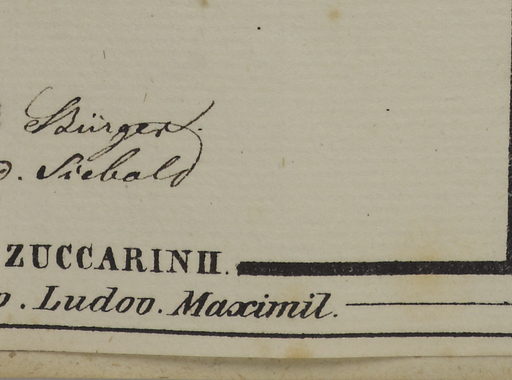 Bürger.
D. Siebold
ZUCCARINII.
o. Ludov. Maximil.